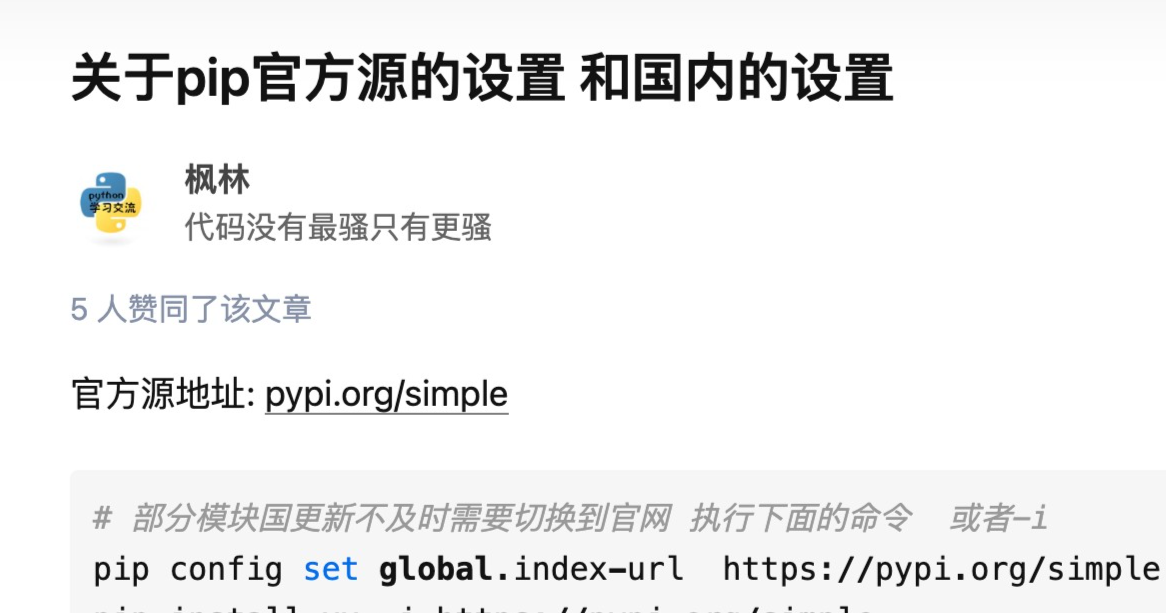 关于pip官方源的设置 和国内的设置
python
学习交流
枫林
代码没有最骚只有更骚
5 人赞同了该文章
官方源地址: pypi.org/simple
# 部分模块国更新不及时需要切换到官网 执行下面的命令  或者-i
pip config set global.index-url  https://pypi.org/simple